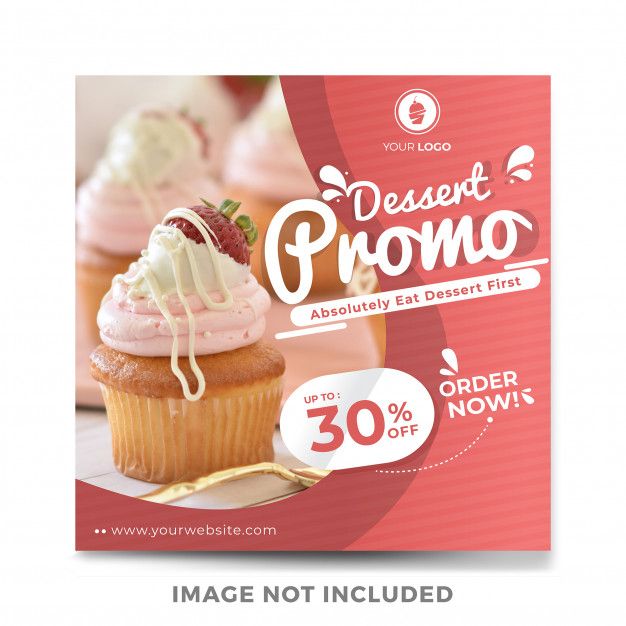 YOUR LOGO
Dessert
Promo
Absolutely Eat Dessert First
UP TO :
30% OFF
ORDER
NOW!
www.yourwebsite.com
IMAGE NOT INCLUDED